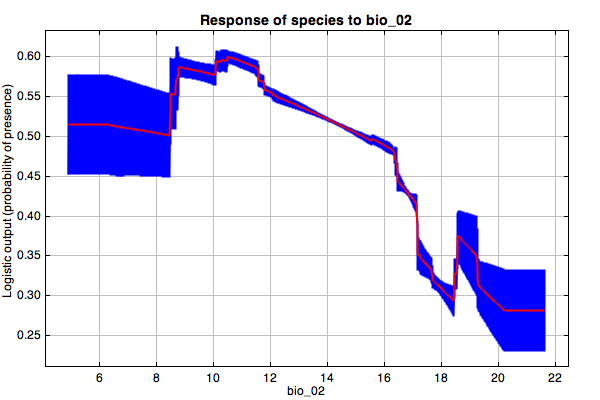 Response of species to bio_02
Logistic output (probability of presence)
0.60
0.55
0.50
0.45
0.40
0.35
0.30
0.25
6 8 10 12 14 16 18 20 22
bio_02